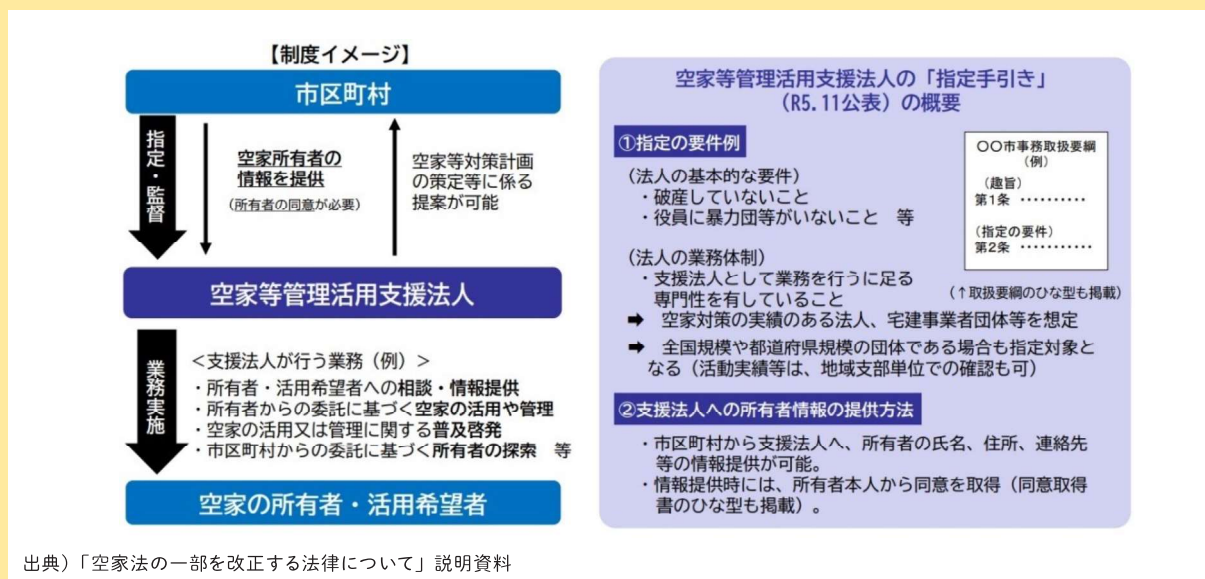 【制度イメージ】
市区町村
指定・監督
空家所有者の
情報を提供
(所有者の同意が必要)
空家等対策計画
の策定等に係る
提案が可能
空家等管理活用支援法人
業務実施
<支援法人が行う業務(例)>
・所有者・活用希望者への相談・情報提供
・所有者からの委託に基づく空家の活用や管理
・空家の活用又は管理に関する普及啓発
・市区町村からの委託に基づく所有者の探索 等
空家の所有者・活用希望者
空家等管理活用支援法人の「指定手引き」
(R5.11公表)の概要
①指定の要件例
(法人の基本的な要件)
・破産していないこと
・役員に暴力団等がいないこと 等
(法人の業務体制)
・支援法人として業務を行うに足る
専門性を有していること
➡ 空家対策の実績のある法人、宅建事業者団体等を想定
➡ 全国規模や都道府県規模の団体である場合も指定対象と
なる(活動実績等は、地域支部単位での確認も可)
〇〇市事務取扱要綱
(例)
(趣旨)
第1条 ‥‥‥‥‥
(指定の要件)
第2条 ‥‥‥‥‥‥
(↑取扱要綱のひな型も掲載)
②支援法人への所有者情報の提供方法
・市区町村から支援法人へ、所有者の氏名、住所、連絡先
等の情報提供が可能。
・情報提供時には、所有者本人から同意を取得(同意取得
書のひな型も掲載)。
出典)「空家法の一部を改正する法律について」説明資料